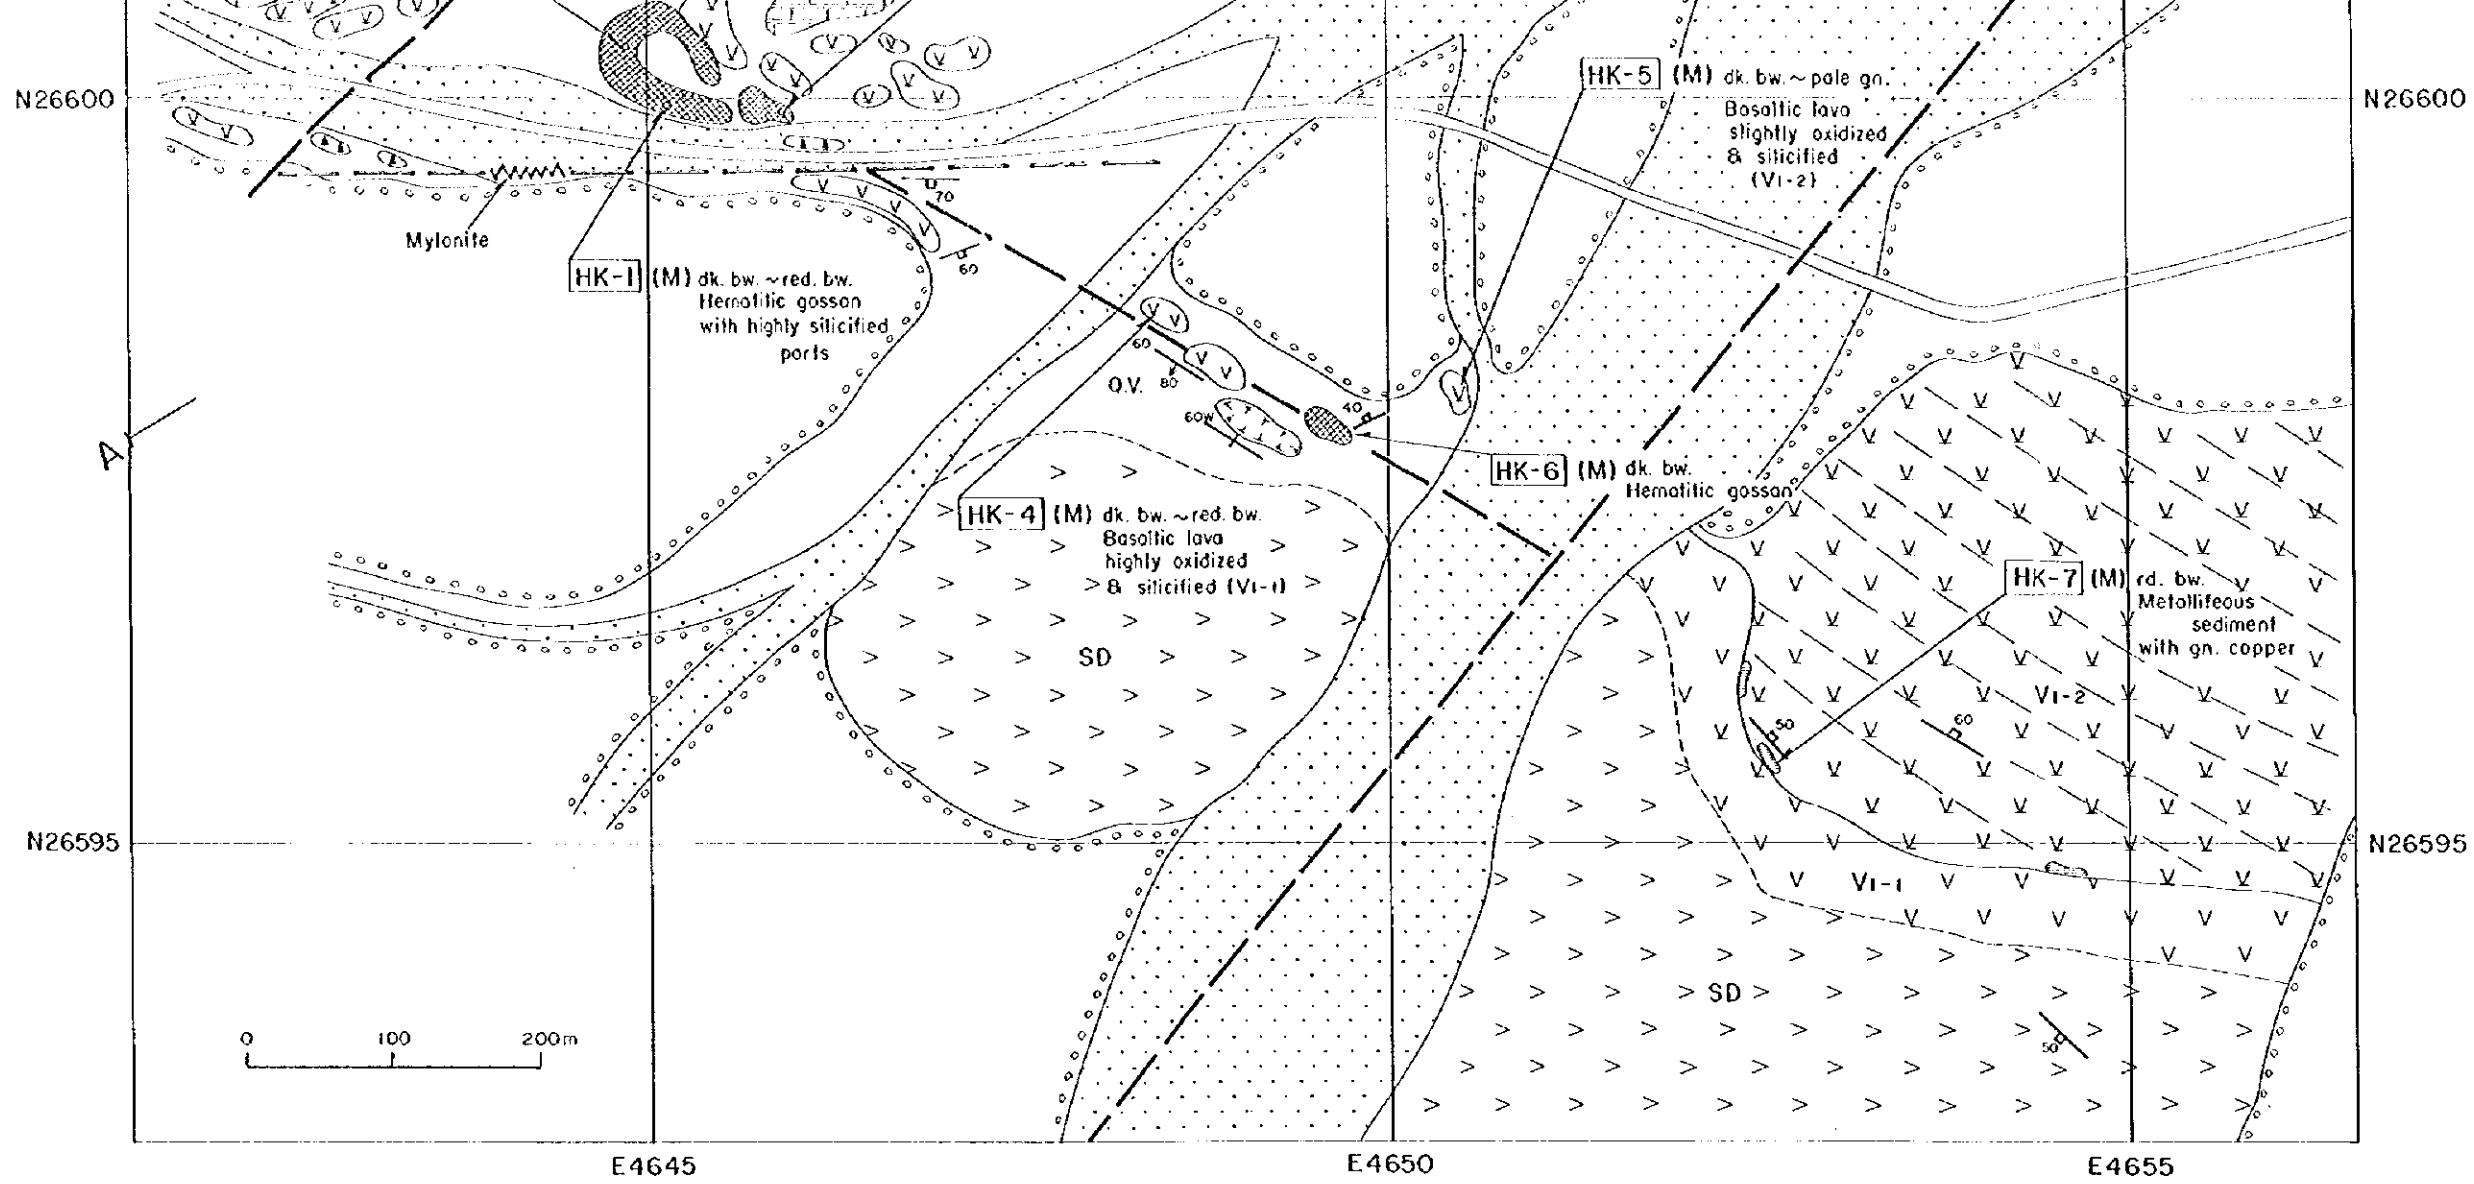 HK-5 (M) dk. bw. ~ pale gn.
N26600
N26600
Basaltic lava
slightly oxidized
& silicified
(V1-2)
70
Mylonite
60
HK-1 (M) dk. bw. ~ red. bw.
Hematitic gossan
with highly silicified
parts
60
O.V. 80
40
60W
A
HK-6 (M) dk. bw.
Hematitic gossan
HK-4 (M) dk. bw. ~ red. bw.
Basaltic lava
highly oxidized
& silicified (V1-1)
HK-7 (M) rd. bw.
Metallifeous
sediment
with gn. copper
SD
V1-2
50
60
N26595
N26595
V1-1
SD
0 100 200m
50
E4645
E4650
E4655